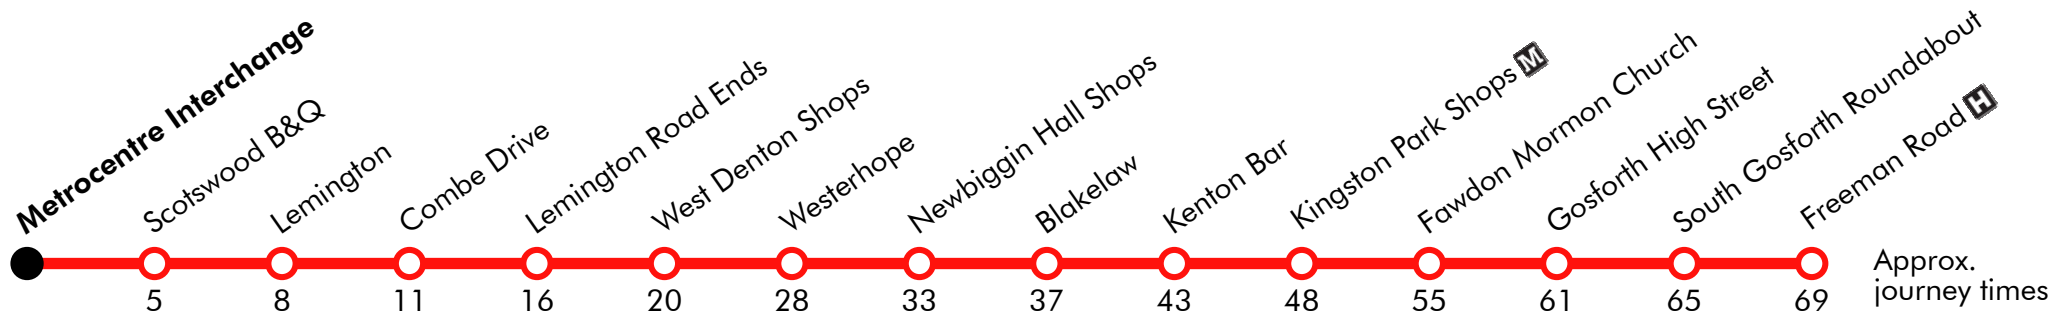 Metrocentre Interchange
Scotswood B&Q
Lemington
Combe Drive
Lemington Road Ends
West Denton Shops
Westerhope
Newbiggin Hall Shops
Blakelaw
Kenton Bar
Kingston Park Shops M
Fawdon Mormon Church
Gosforth High Street
South Gosforth Roundabout
Freeman Road H
5 8 11 16 20 28 33 37 43 48 55 61 65 69
Approx.
journey times